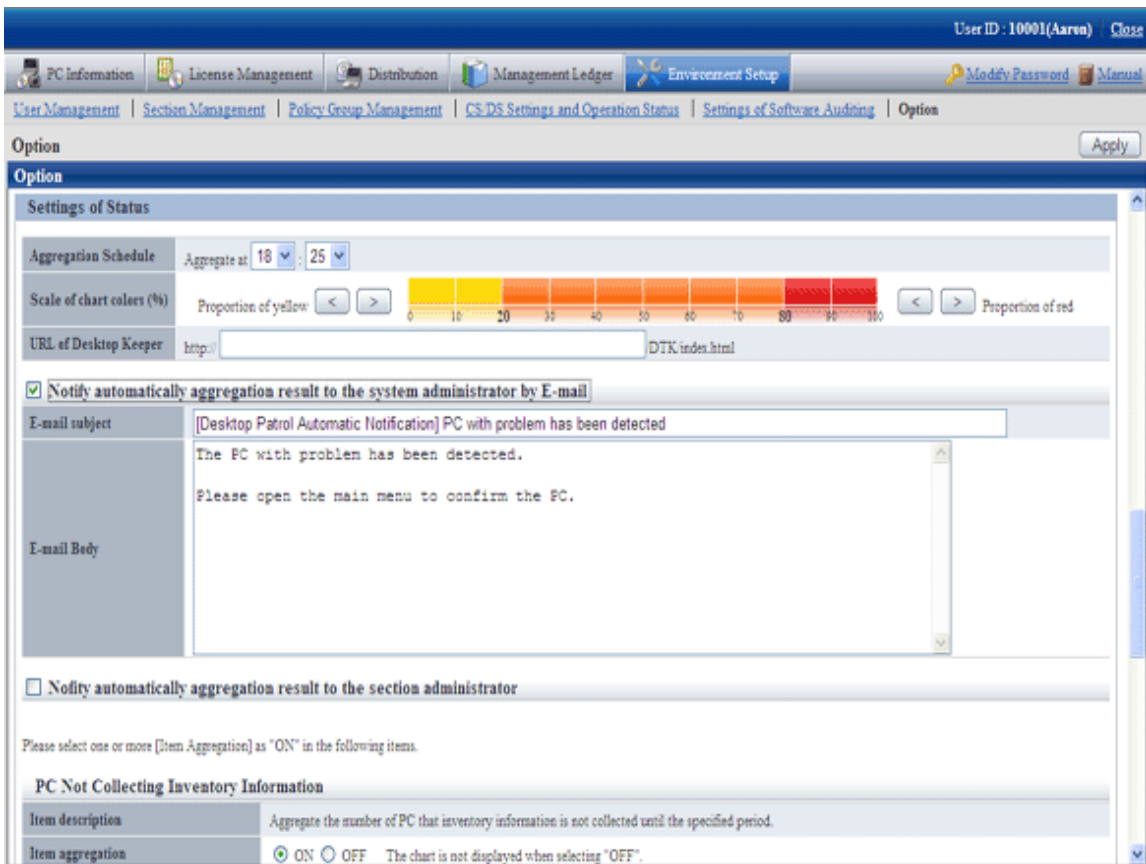 User ID : 10001(Aaron) Close
PC Information License Management Distribution Management Ledger Environment Setup Modify Password Manual
User Management | Section Management | Policy Group Management | CS/DS Settings and Operation Status | Settings of Software Auditing | Option
Option Apply
Option
Settings of Status
Aggregation Schedule Aggregate at 18 : 25
Scale of chart colors (%) Proportion of yellow < > < > Proportion of red
0 10 20 30 40 50 60 70 80 90 100
URL of Desktop Keeper http:// /DTK/index.html
Notify automatically aggregation result to the system administrator by E-mail
E-mail subject [Desktop Patrol Automatic Notification] PC with problem has been detected
The PC with problem has been detected.
Please open the main menu to confirm the PC.
E-mail Body
Nofity automatically aggregation result to the section administrator
Please select one or more [Item Aggregation] as "ON" in the following items.
PC Not Collecting Inventory Information
Item description Aggregate the number of PC that inventory information is not collected until the specified period.
Item aggregation ON OFF The chart is not displayed when selecting "OFF".